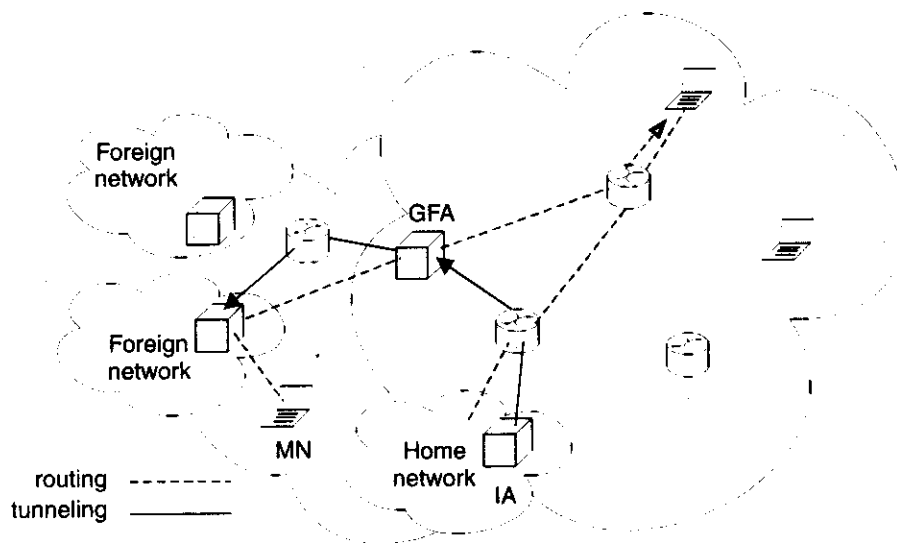 Foreign
network
GFA
Foreign
network
MN
Home
network
IA
routing
tunneling